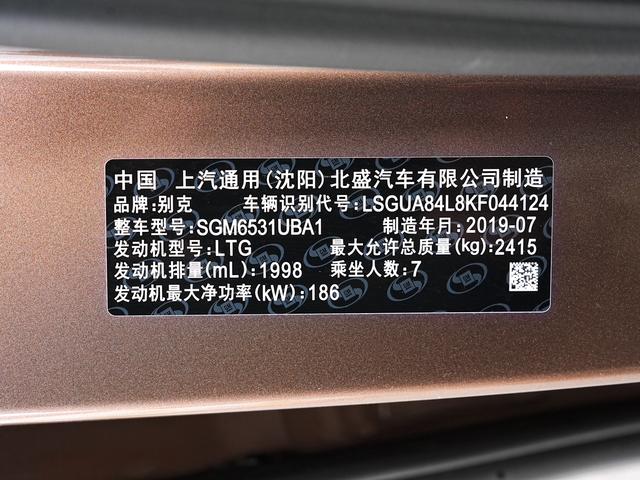 中国 上汽通用(沈阳)北盛汽车有限公司制造
品牌:别克 车辆识别代号:LSGUA84L8KF044124
整车型号:SGM6531UBA1 制造年月:2019-07
发动机型号:LTG 最大允许总质量(kg):2415
发动机排量(mL):1998 乘坐人数:7
发动机最大净功率(kW):186